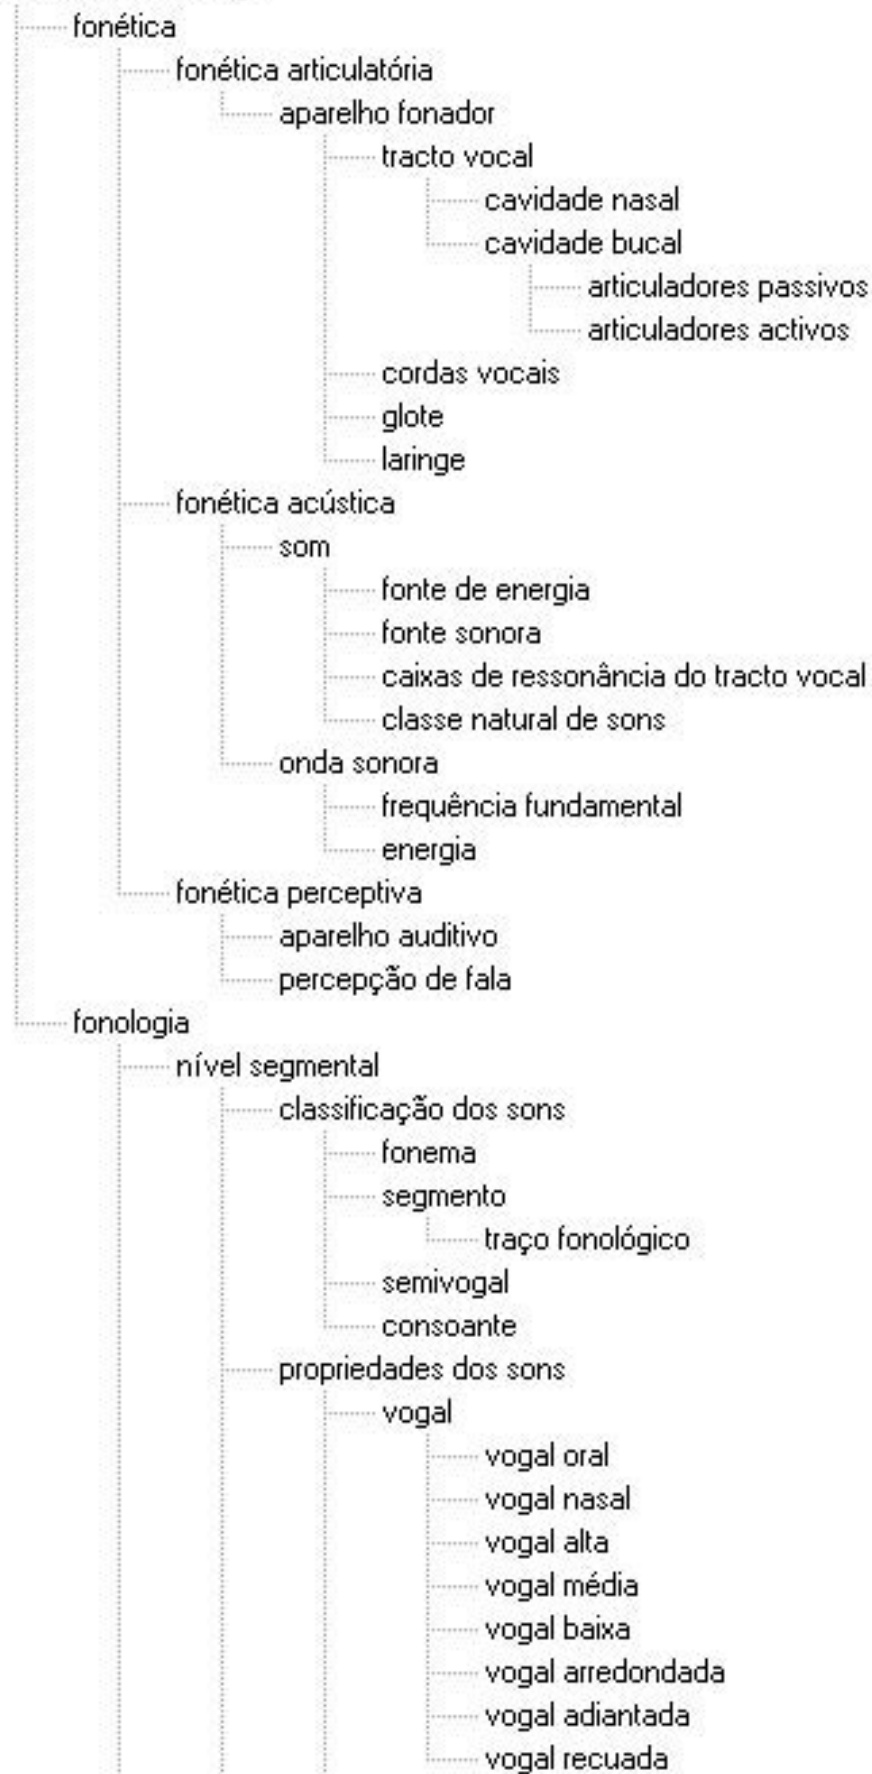 fonética
fonética articulatória
aparelho fonador
tracto vocal
cavidade nasal
cavidade bucal
articuladores passivos
articuladores activos
cordas vocais
glote
laringe
fonética acústica
som
fonte de energia
fonte sonora
caixas de ressonância do tracto vocal
classe natural de sons
onda sonora
frequência fundamental
energia
fonética perceptiva
aparelho auditivo
percepção de fala
fonologia
nível segmental
classificação dos sons
fonema
segmento
traço fonológico
semivogal
consoante
propriedades dos sons
vogal
vogal oral
vogal nasal
vogal alta
vogal média
vogal baixa
vogal arredondada
vogal adiantada
vogal recuada